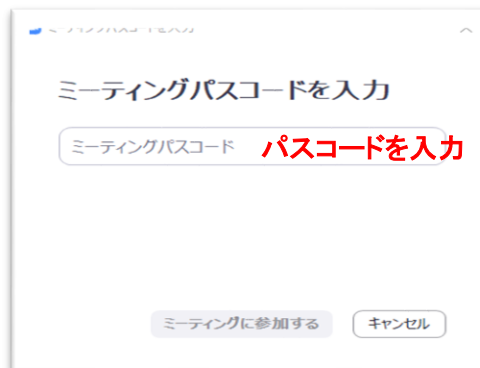 ミーティングパスコードを入力
ミーティングパスコード パスコードを入力
ミーティングに参加する キャンセル